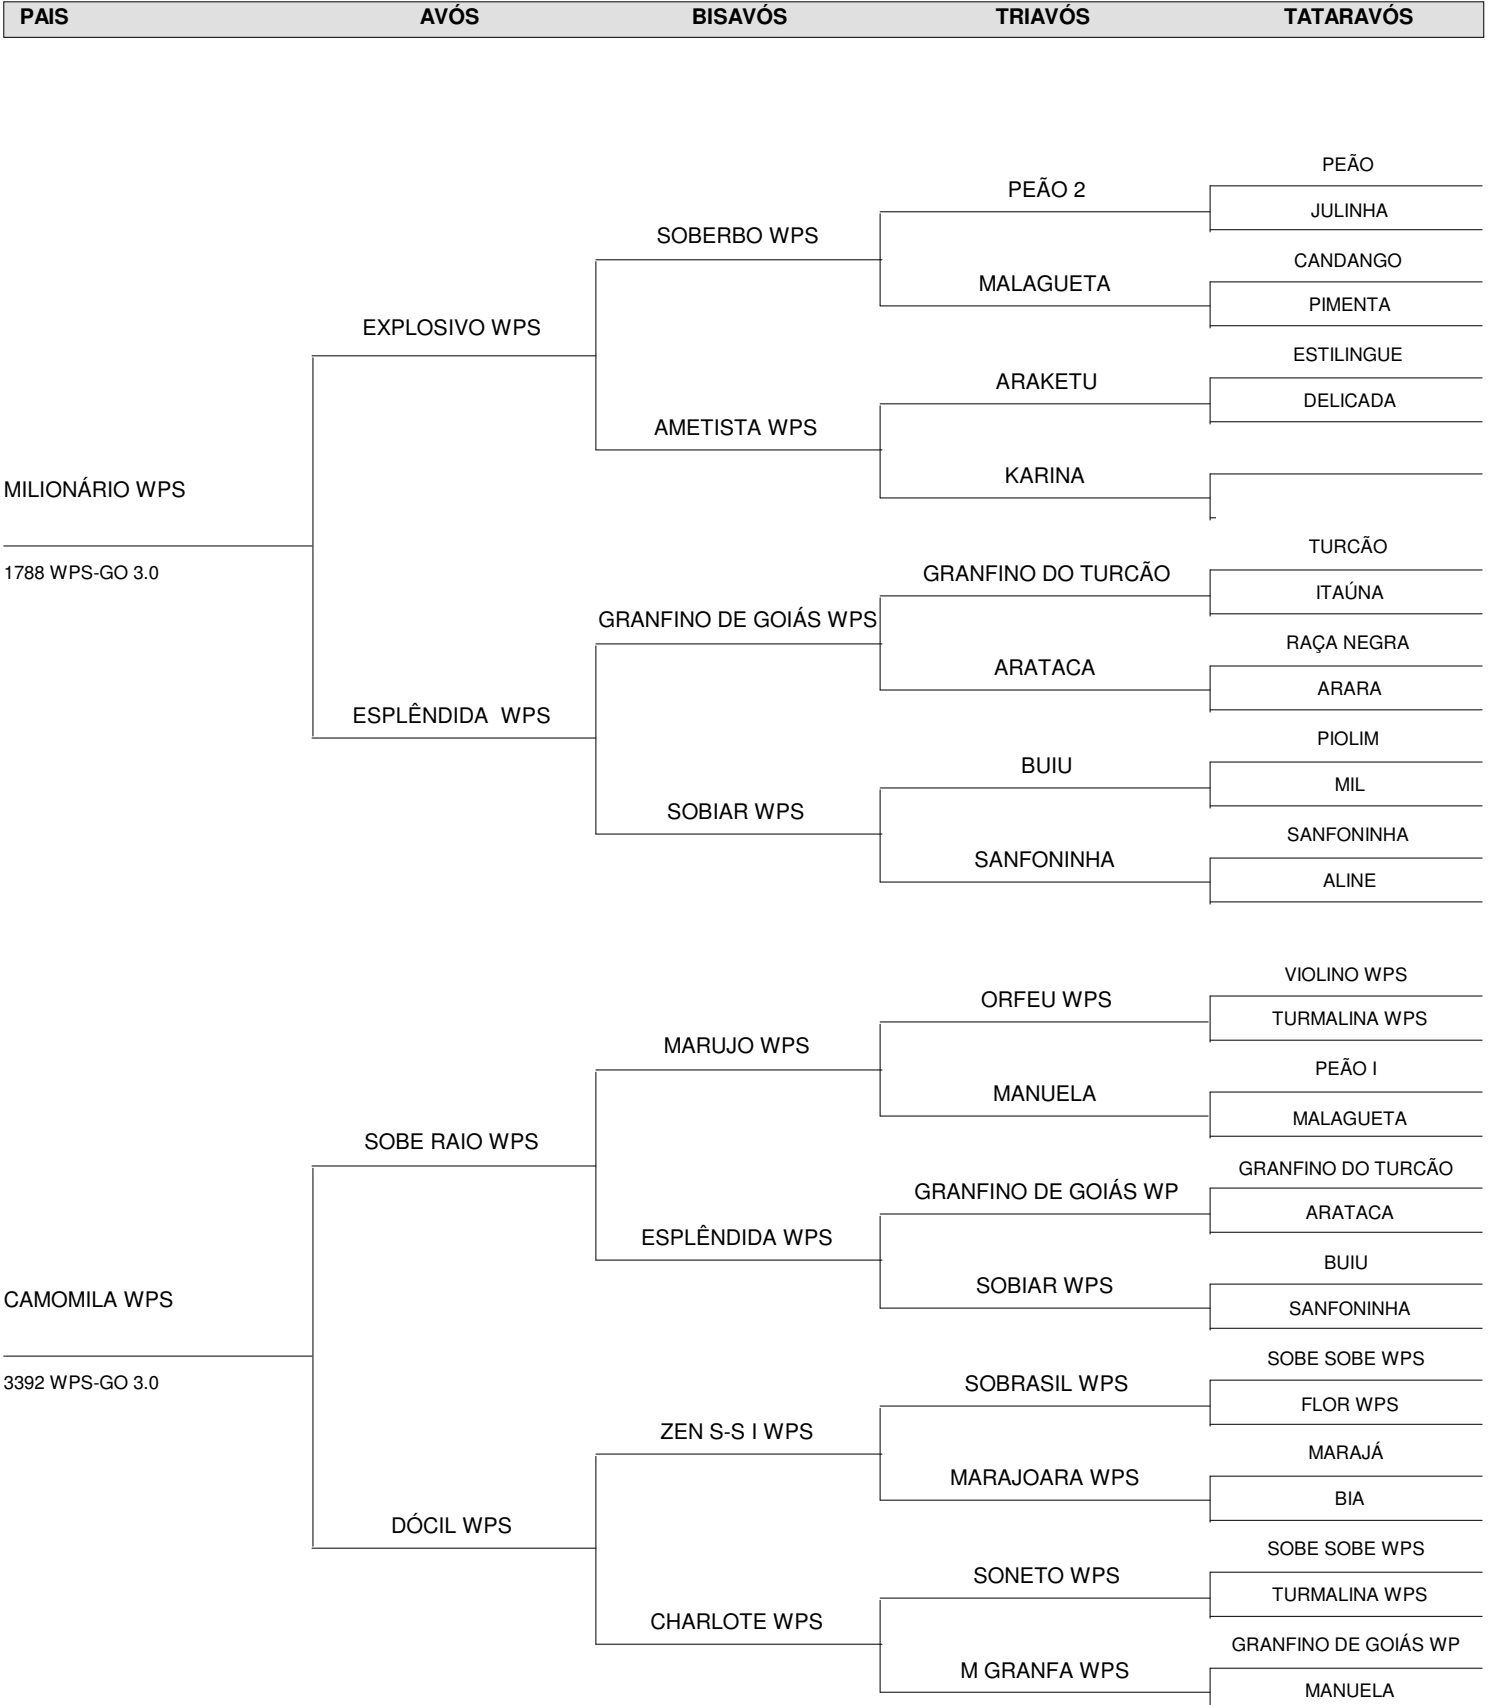 PAIS AVÓS BISAVÓS TRIAVÓS TATARAVÓS
PEÃO
PEÃO 2
JULINHA
SOBERBO WPS
CANDANGO
MALAGUETA
PIMENTA
EXPLOSIVO WPS
ESTILINGUE
ARAKETU
DELICADA
AMETISTA WPS
KARINA
MILIONÁRIO WPS
TURCÃO
1788 WPS-GO 3.0
GRANFINO DO TURCÃO
ITAÚNA
GRANFINO DE GOIÁS WPS
RAÇA NEGRA
ARATACA
ARARA
ESPLÊNDIDA  WPS
PIOLIM
BUIU
MIL
SOBIAR WPS
SANFONINHA
SANFONINHA
ALINE
VIOLINO WPS
ORFEU WPS
TURMALINA WPS
MARUJO WPS
PEÃO I
MANUELA
MALAGUETA
SOBE RAIO WPS
GRANFINO DO TURCÃO
GRANFINO DE GOIÁS WP
ARATACA
ESPLÊNDIDA WPS
BUIU
SOBIAR WPS
SANFONINHA
CAMOMILA WPS
SOBE SOBE WPS
3392 WPS-GO 3.0
SOBRASIL WPS
FLOR WPS
ZEN S-S I WPS
MARAJÁ
MARAJOARA WPS
BIA
DÓCIL WPS
SOBE SOBE WPS
SONETO WPS
TURMALINA WPS
CHARLOTE WPS
GRANFINO DE GOIÁS WP
M GRANFA WPS
MANUELA